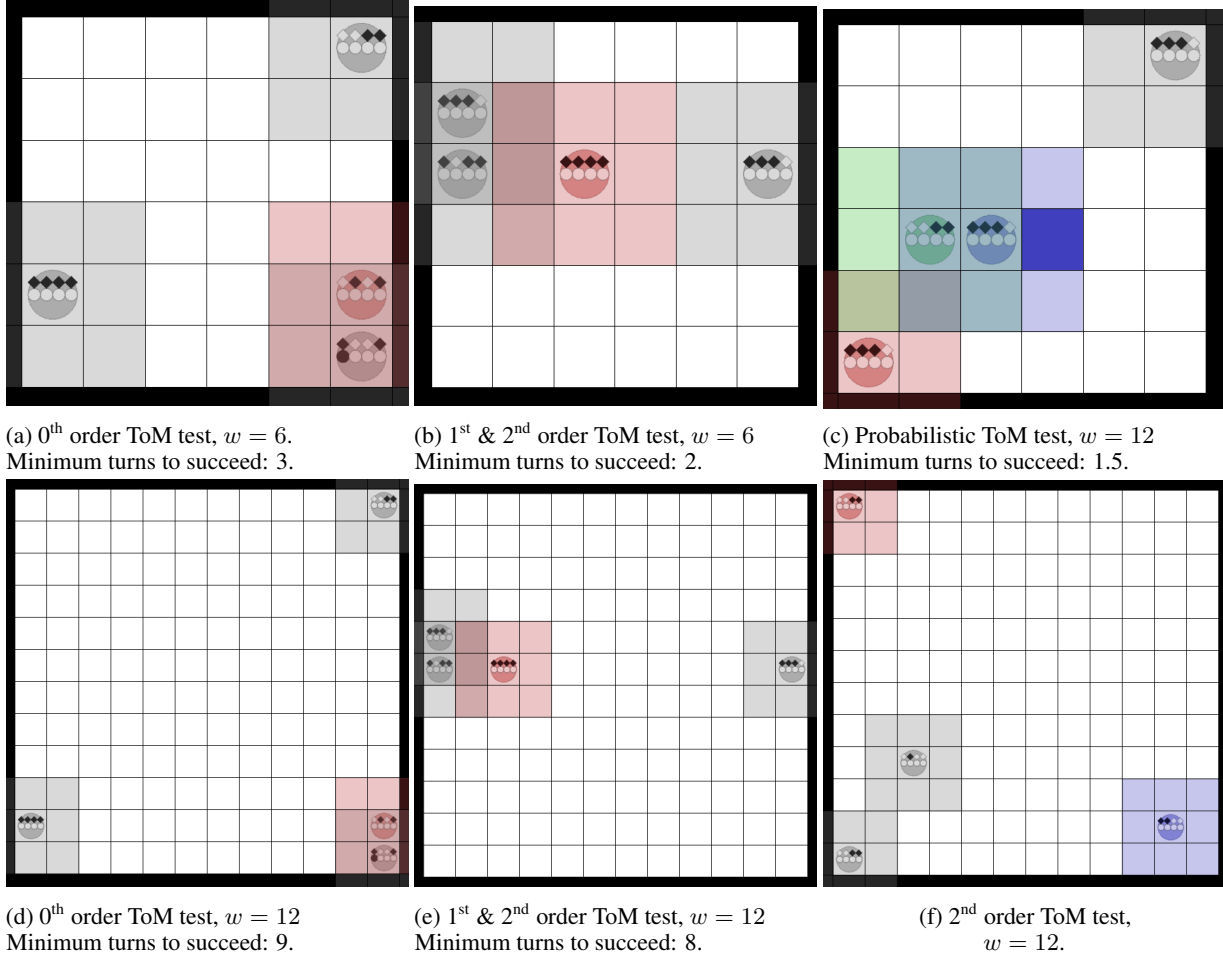 (a) 0th order ToM test, w = 6.
Minimum turns to succeed: 3.
(b) 1st & 2nd order ToM test, w = 6
Minimum turns to succeed: 2.
(c) Probabilistic ToM test, w = 12
Minimum turns to succeed: 1.5.
(d) 0th order ToM test, w = 12
Minimum turns to succeed: 9.
(e) 1st & 2nd order ToM test, w = 12
Minimum turns to succeed: 8.
(f) 2nd order ToM test,
w = 12.